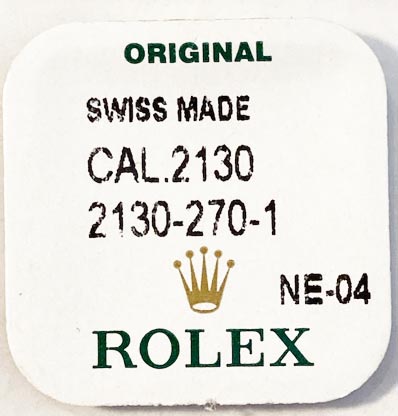 ORIGINAL
SWISS MADE
CAL.2130
2130-270-1
NE-04
ROLEX